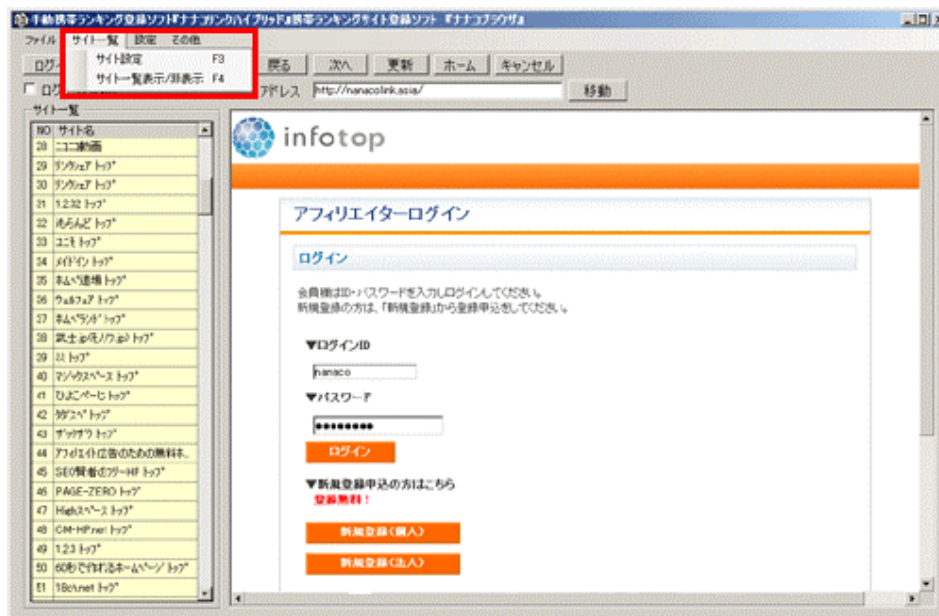 手動携帯ランキング登録ソフト『ナナコリンクハイブリッド』携帯ランキングサイト登録ソフト 『ナナコブラウザ』
ファイル サイト一覧 設定 その他
サイト設定 F3
サイト一覧表示/非表示 F4
戻る 次へ 更新 ホーム キャンセル
アドレス http://nanacolink.asia/ 移動
サイト一覧
NO サイト名
28 ニコニコ動画
29 リンクシェア トップ
30 リンクシェア トップ
31 1232 トップ
32 魔らんど トップ
33 ユニモ トップ
34 メイドイン トップ
35 ホムペ道場 トップ
36 ウェルフェア トップ
37 ホムペランド トップ
39 XX トップ
40 マジックスペース トップ
41 ひよこぺーじ トップ
42 タダスペ トップ
43 ザックザク トップ
44 アフィリエイト広告のための無料ホ..
45 SEO賢者のフリーHP トップ
46 PAGE-ZERO トップ
47 Highスペース トップ
48 CM-HP.net トップ
49 123 トップ
50 60秒で作れるホームページ トップ
51 18ch.net トップ
infotop
アフィリエイターログイン
ログイン
会員様はID・パスワードを入力しログインしてください。
新規登録の方は、「新規登録」から登録申込をしてください。
▼ログインID
nanaco
▼パスワード
●●●●●●●●●
ログイン
▼新規登録申込の方はこちら
登録無料！
新規登録(個人)
新規登録(法人)